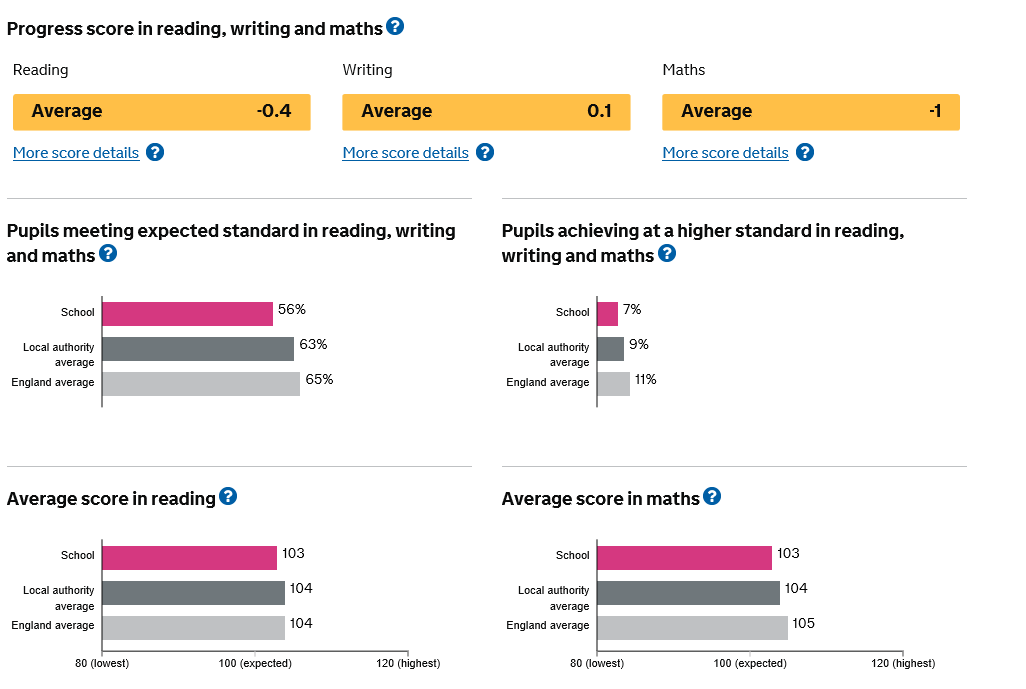 Progress score in reading, writing and maths ?
Reading
Writing
Maths
Average -0.4
Average 0.1
Average -1
More score details ?
More score details ?
More score details ?
Pupils meeting expected standard in reading, writing
and maths ?
School 56%
Local authority
average 63%
England average 65%
Pupils achieving at a higher standard in reading,
writing and maths ?
School 7%
Local authority
average 9%
England average 11%
Average score in reading ?
School 103
Local authority
average 104
England average 104
80 (lowest) 100 (expected) 120 (highest)
Average score in maths ?
School 103
Local authority
average 104
England average 105
80 (lowest) 100 (expected) 120 (highest)